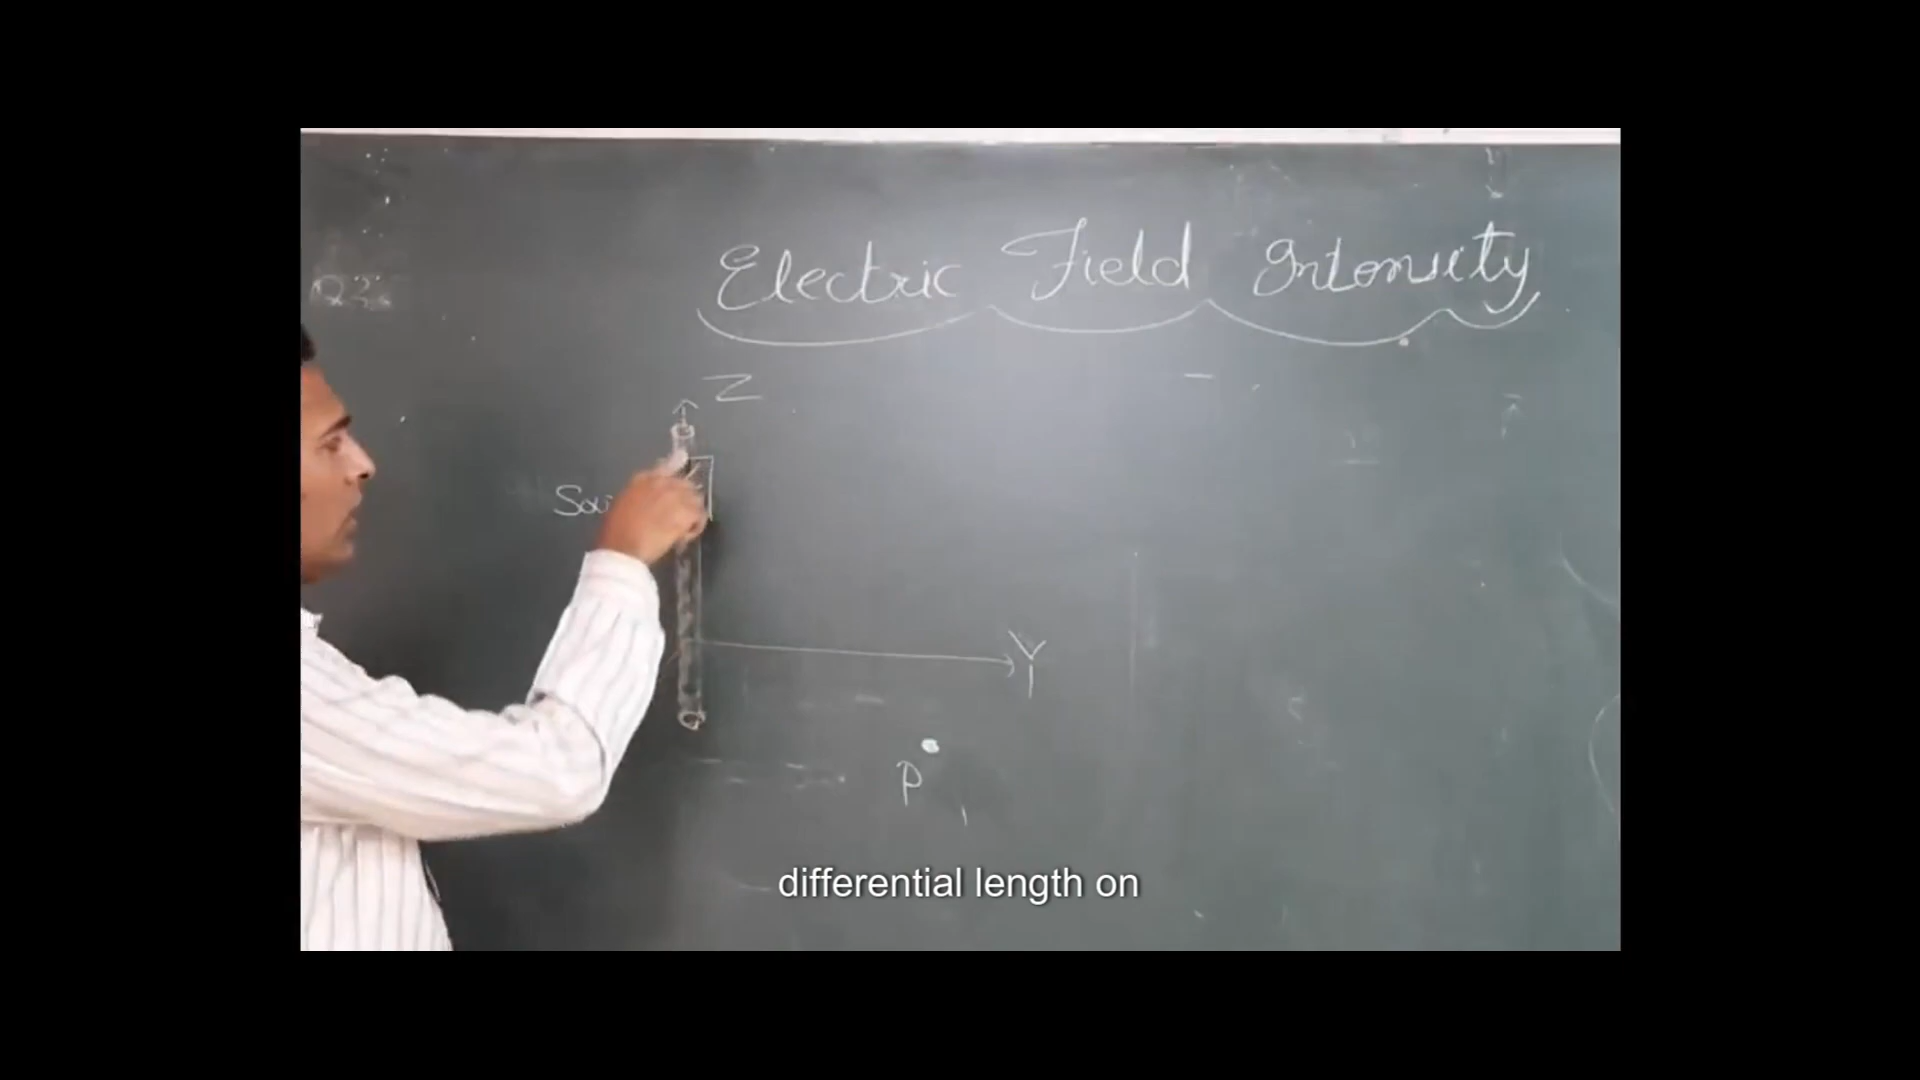 Electric Field Intensity
Z
Y
P
differential length on